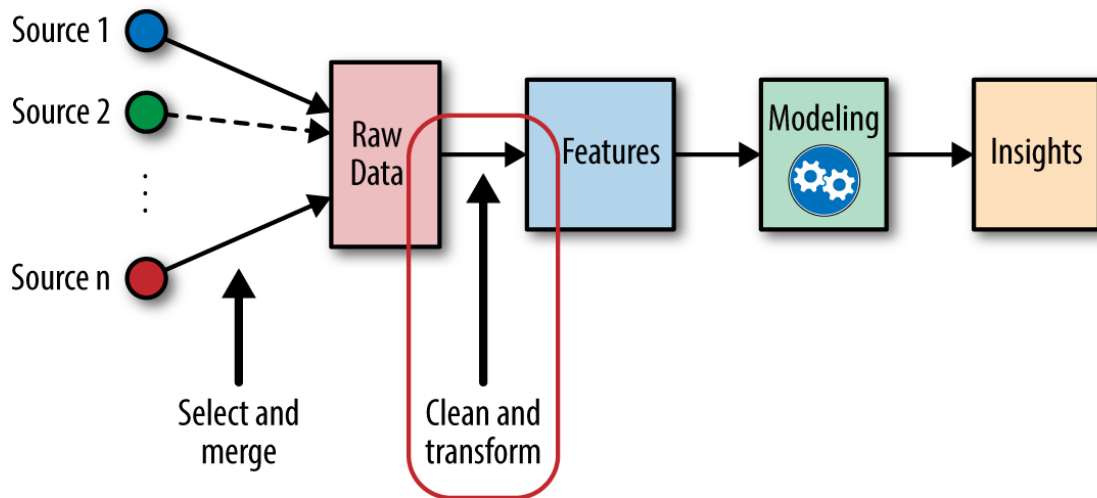 Source 1
Source 2
Source n
Select and
merge
Raw
Data
Clean and
transform
Features
Modeling
Insights